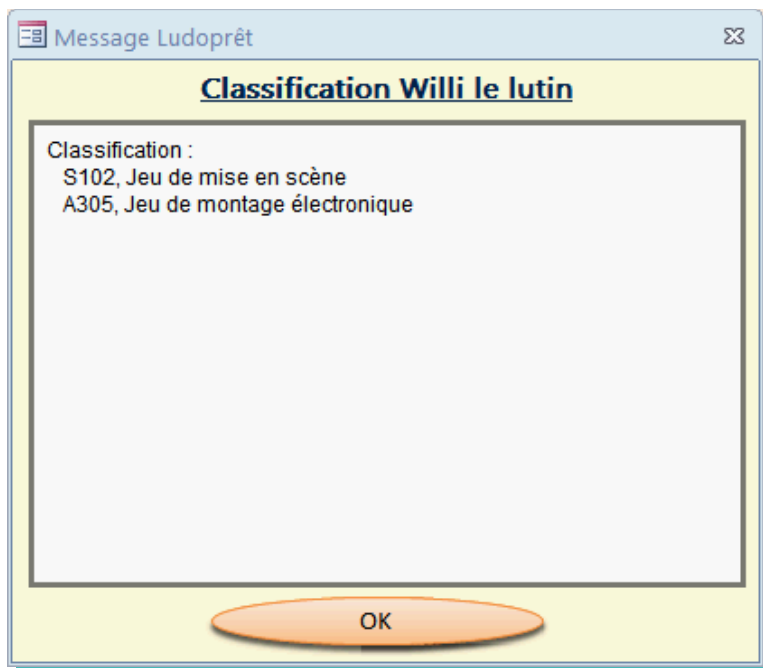 Message Ludoprêt
Classification Willi le lutin
Classification :
S102, Jeu de mise en scène
A305, Jeu de montage électronique
OK